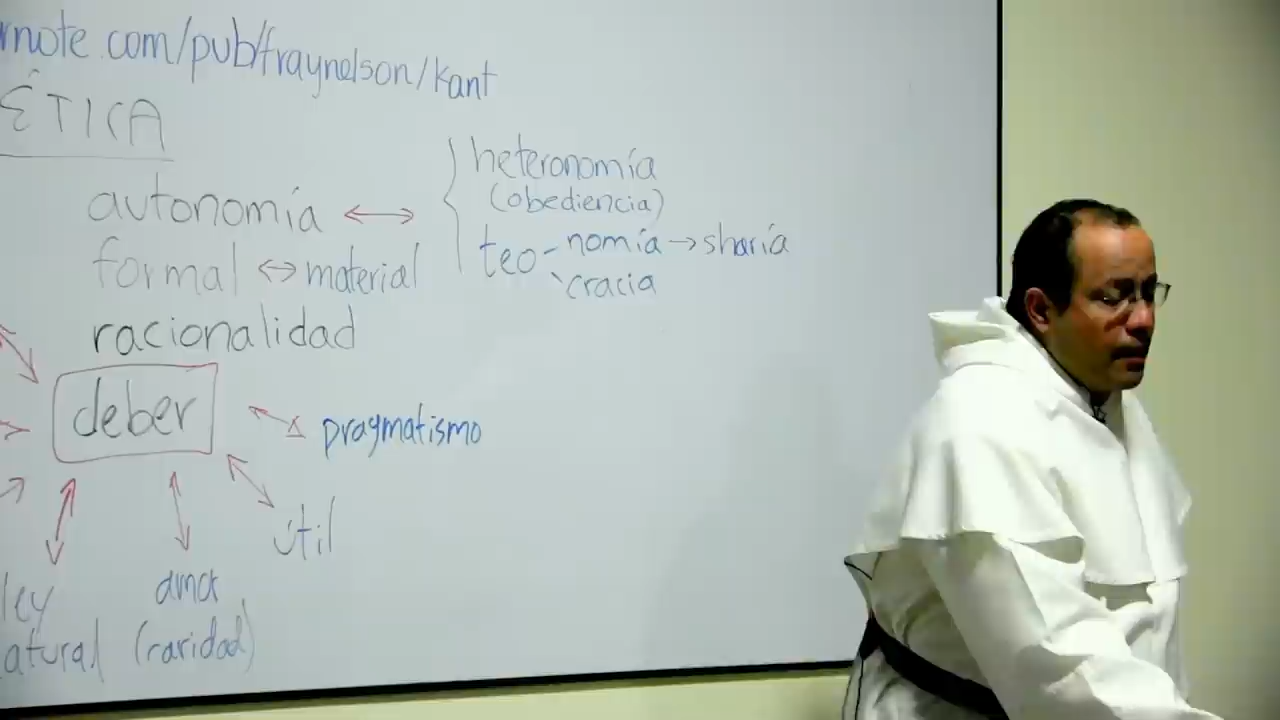 rnote.com/pub/fraynelson/kant
ÉTICA
autonomía ↔ { heteronomía
(obediencia)
teo-nomía → sharía
cracia
formal ↔ material
racionalidad
deber
pragmatismo
útil
ley
atural
amor
(caridad)